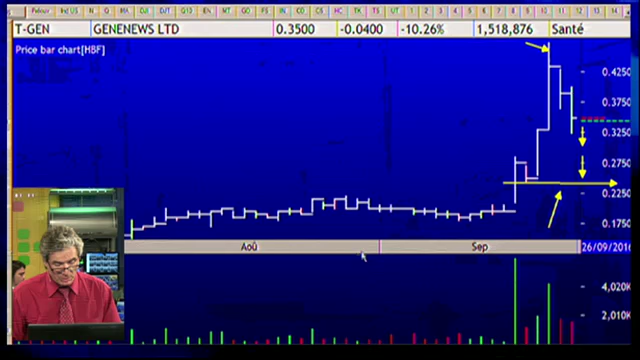 T-GEN GENENEWS LTD 0.3500 -0.0400 -10.26% 1,518,876 Santé
Price bar chart[HBF]
0.4250
0.3750
0.3250
0.2750
0.2250
0.1750
Aoû Sep 26/09/2016
4,020K
2,010K